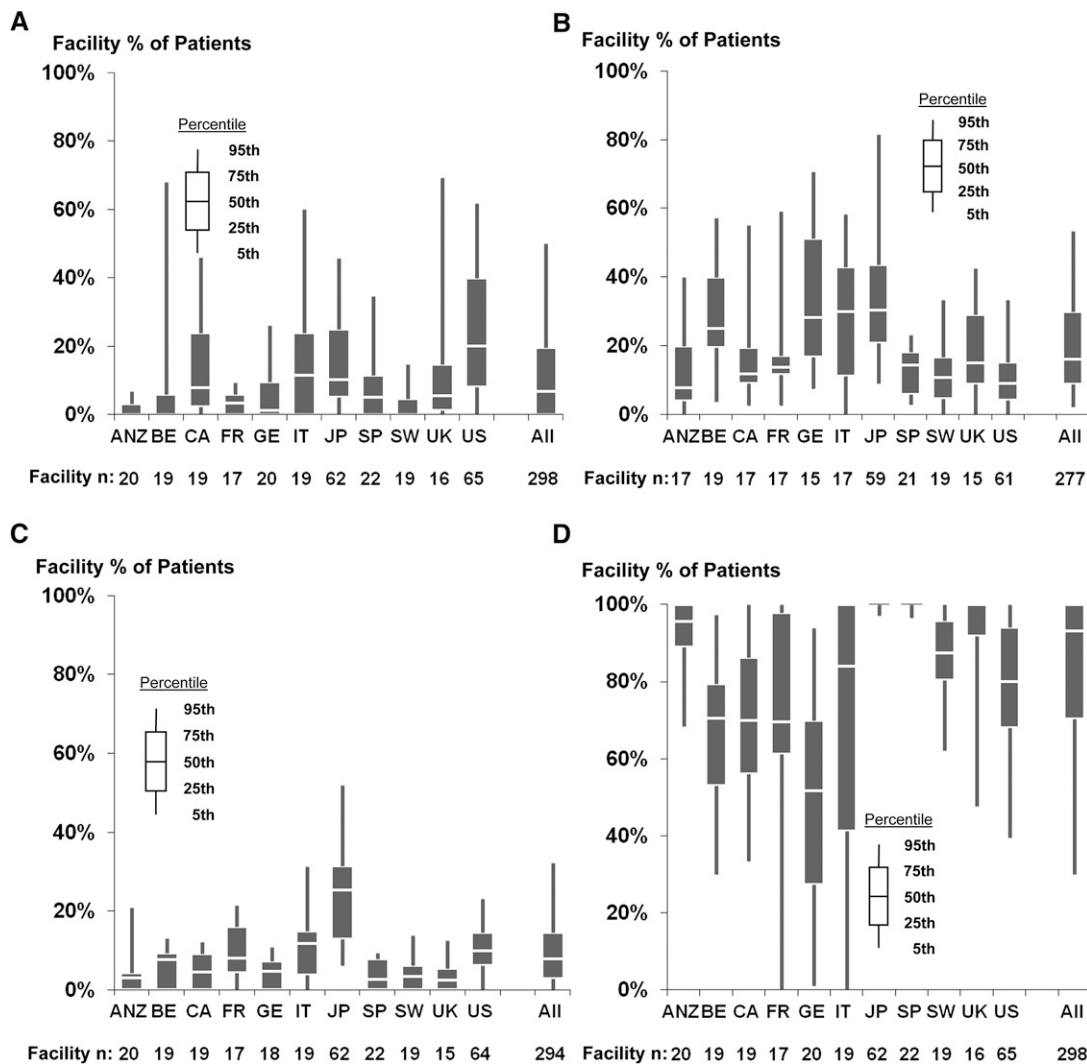 A
Facility % of Patients
100%
80%
60%
40%
20%
0%
Percentile
95th
75th
50th
25th
5th
ANZ BE CA FR GE IT JP SP SW UK US All
Facility n: 20 19 19 17 20 19 62 22 19 16 65 298
B
Facility % of Patients
100%
80%
60%
40%
20%
0%
Percentile
95th
75th
50th
25th
5th
ANZ BE CA FR GE IT JP SP SW UK US All
Facility n: 17 19 17 17 15 17 59 21 19 15 61 277
C
Facility % of Patients
100%
80%
60%
40%
20%
0%
Percentile
95th
75th
50th
25th
5th
ANZ BE CA FR GE IT JP SP SW UK US All
Facility n: 20 19 19 17 18 19 62 22 19 15 64 294
D
Facility % of Patients
100%
80%
60%
40%
20%
0%
Percentile
95th
75th
50th
25th
5th
ANZ BE CA FR GE IT JP SP SW UK US All
Facility n: 20 19 19 17 20 19 62 22 19 16 65 298